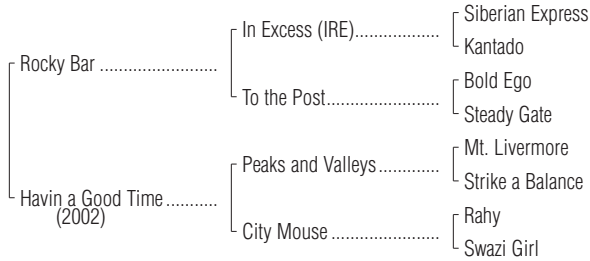 Siberian Express
In Excess (IRE)..................
Kantado
Rocky Bar .........................
Bold Ego
To the Post........................
Steady Gate
Mt. Livermore
Peaks and Valleys.............
Strike a Balance
Havin a Good Time ...........
(2002)
Rahy
City Mouse .......................
Swazi Girl